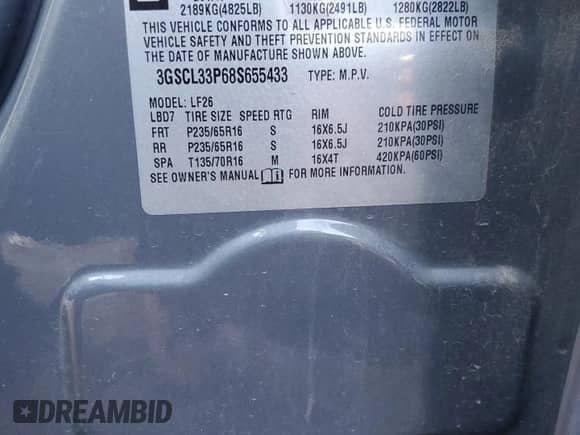 2189KG(4825LB) 1130KG(2491LB) 1280KG(2822LB)
THIS VEHICLE CONFORMS TO ALL APPLICABLE U.S. FEDERAL MOTOR
VEHICLE SAFETY AND THEFT PREVENTION STANDARDS IN EFFECT ON
THE DATE OF MANUFACTURE SHOWN ABOVE.
3GSCL33P68S655433 TYPE: M.P.V.
MODEL: LF26
LBD7 TIRE SIZE SPEED RTG RIM COLD TIRE PRESSURE
FRT P235/65R16 S 16X6.5J 210KPA(30PSI)
RR P235/65R16 S 16X6.5J 210KPA(30PSI)
SPA T135/70R16 M 16X4T 420KPA(60PSI)
SEE OWNER'S MANUAL FOR MORE INFORMATION.
DREAMBID